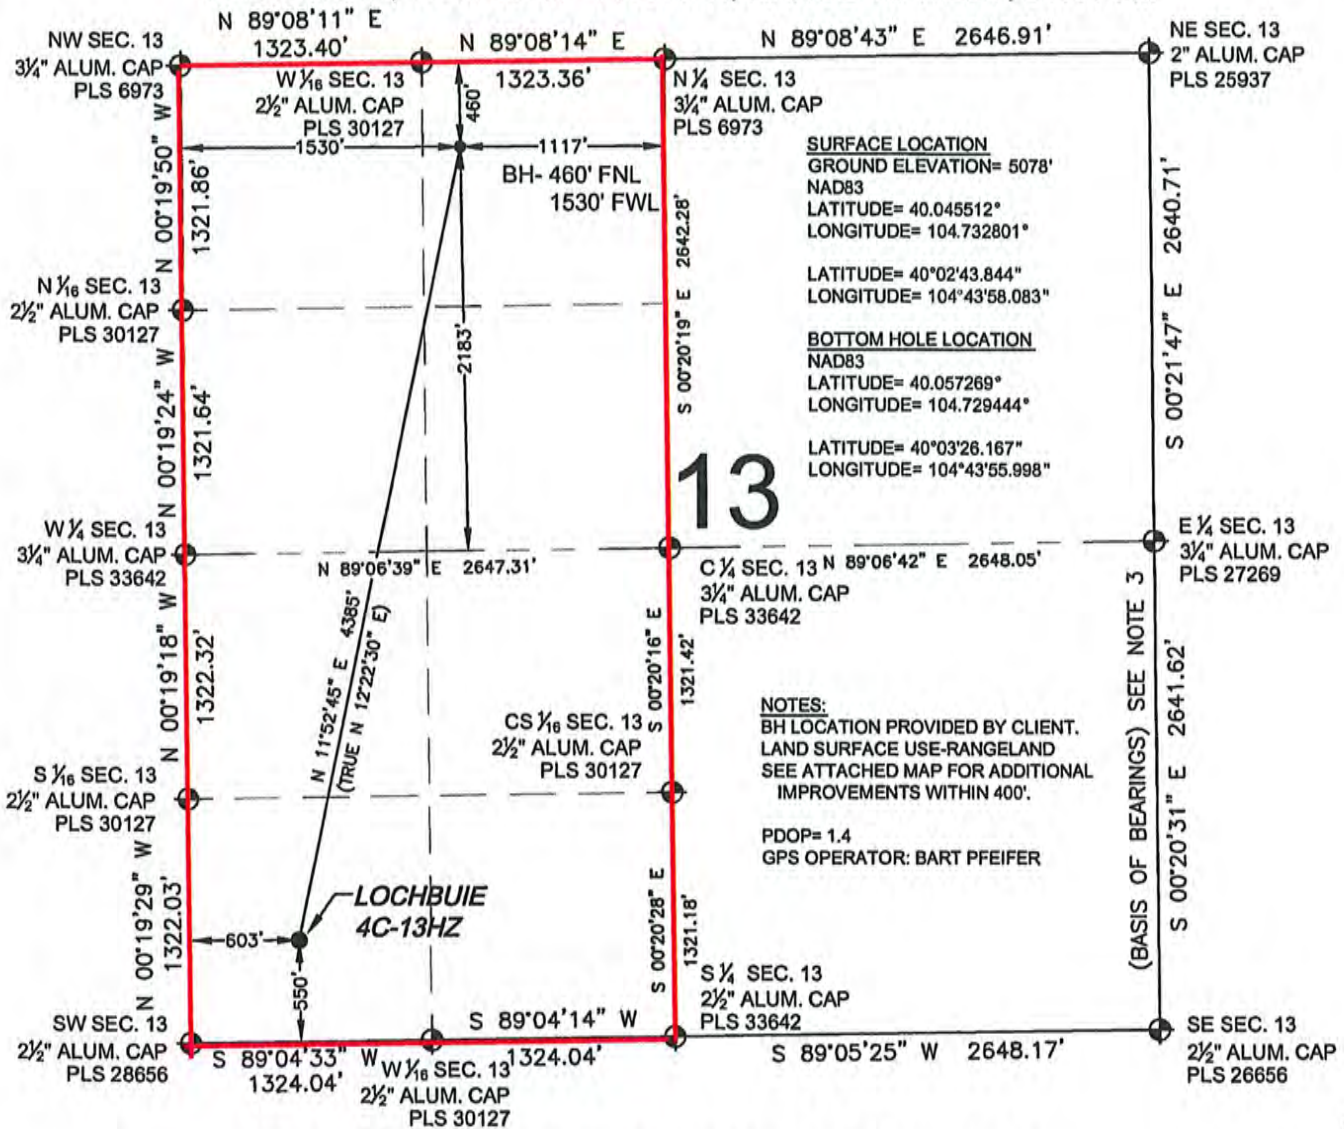 N 89°08'11" E
1323.40'
N 89°08'14" E
1323.36'
N 89°08'43" E 2646.91'
NW SEC. 13
3¼" ALUM. CAP
PLS 6973
W 1/16 SEC. 13
2½" ALUM. CAP
PLS 30127
N ¼ SEC. 13
3¼" ALUM. CAP
PLS 6973
NE SEC. 13
2" ALUM. CAP
PLS 25937
460'
1530'
1117'
BH- 460' FNL
1530' FWL
SURFACE LOCATION
GROUND ELEVATION= 5078'
NAD83
LATITUDE= 40.045512°
LONGITUDE= 104.732801°
LATITUDE= 40°02'43.844"
LONGITUDE= 104°43'58.083"
BOTTOM HOLE LOCATION
NAD83
LATITUDE= 40.057269°
LONGITUDE= 104.729444°
LATITUDE= 40°03'26.167"
LONGITUDE= 104°43'55.998"
N 00°19'50" W
1321.86'
S 00°20'19" E 2642.28'
S 00°21'47" E 2640.71'
N 1/16 SEC. 13
2½" ALUM. CAP
PLS 30127
2183'
N 00°19'24" W
1321.64'
13
W ¼ SEC. 13
3¼" ALUM. CAP
PLS 33642
N 89°06'39" E 2647.31'
C ¼ SEC. 13
3¼" ALUM. CAP
PLS 33642
N 89°06'42" E 2648.05'
E ¼ SEC. 13
3¼" ALUM. CAP
PLS 27269
N 00°19'18" W
1322.32'
N 11°52'45" E 4385'
(TRUE N 12°22'30" E)
S 00°20'16" E
1321.42'
(BASIS OF BEARINGS) SEE NOTE 3
S 00°20'31" E 2641.62'
CS 1/16 SEC. 13
2½" ALUM. CAP
PLS 30127
NOTES:
BH LOCATION PROVIDED BY CLIENT.
LAND SURFACE USE-RANGELAND
SEE ATTACHED MAP FOR ADDITIONAL
IMPROVEMENTS WITHIN 400'.
PDOP= 1.4
GPS OPERATOR: BART PFEIFER
S 1/16 SEC. 13
2½" ALUM. CAP
PLS 30127
N 00°19'29" W
1322.03'
LOCHBUIE
4C-13HZ
603'
550'
S 00°20'28" E
1321.18'
SW SEC. 13
2½" ALUM. CAP
PLS 28656
S 89°04'33" W
1324.04'
W 1/16 SEC. 13
2½" ALUM. CAP
PLS 30127
S 89°04'14" W
1324.04'
S ¼ SEC. 13
2½" ALUM. CAP
PLS 33642
S 89°05'25" W 2648.17'
SE SEC. 13
2½" ALUM. CAP
PLS 26656